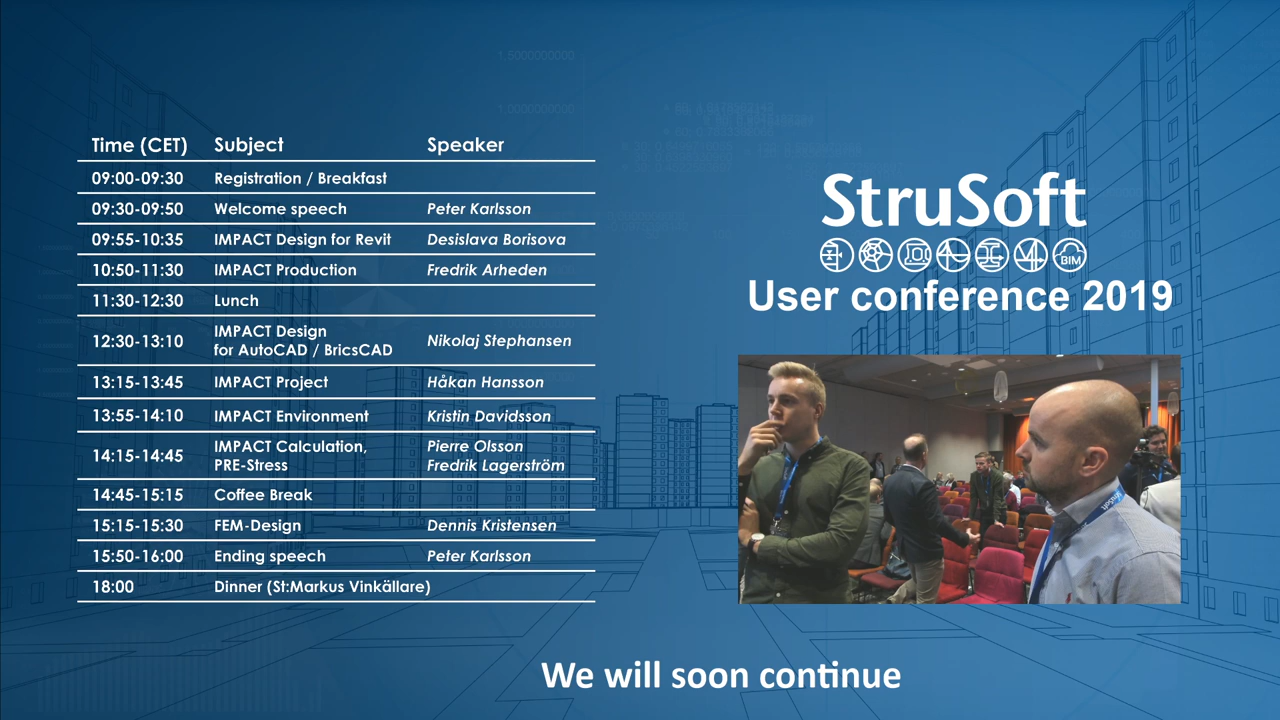 Time (CET) Subject Speaker
09:00-09:30 Registration / Breakfast
09:30-09:50 Welcome speech Peter Karlsson
09:55-10:35 IMPACT Design for Revit Desislava Borisova
10:50-11:30 IMPACT Production Fredrik Arheden
11:30-12:30 Lunch
12:30-13:10 IMPACT Design
for AutoCAD / BricsCAD Nikolaj Stephansen
13:15-13:45 IMPACT Project Håkan Hansson
13:55-14:10 IMPACT Environment Kristin Davidsson
14:15-14:45 IMPACT Calculation,
PRE-Stress Pierre Olsson
Fredrik Lagerström
14:45-15:15 Coffee Break
15:15-15:30 FEM-Design Dennis Kristensen
15:50-16:00 Ending speech Peter Karlsson
18:00 Dinner (St:Markus Vinkällare)
StruSoft
BIM
User conference 2019
We will soon continue
1.5000000000
1.0000000000